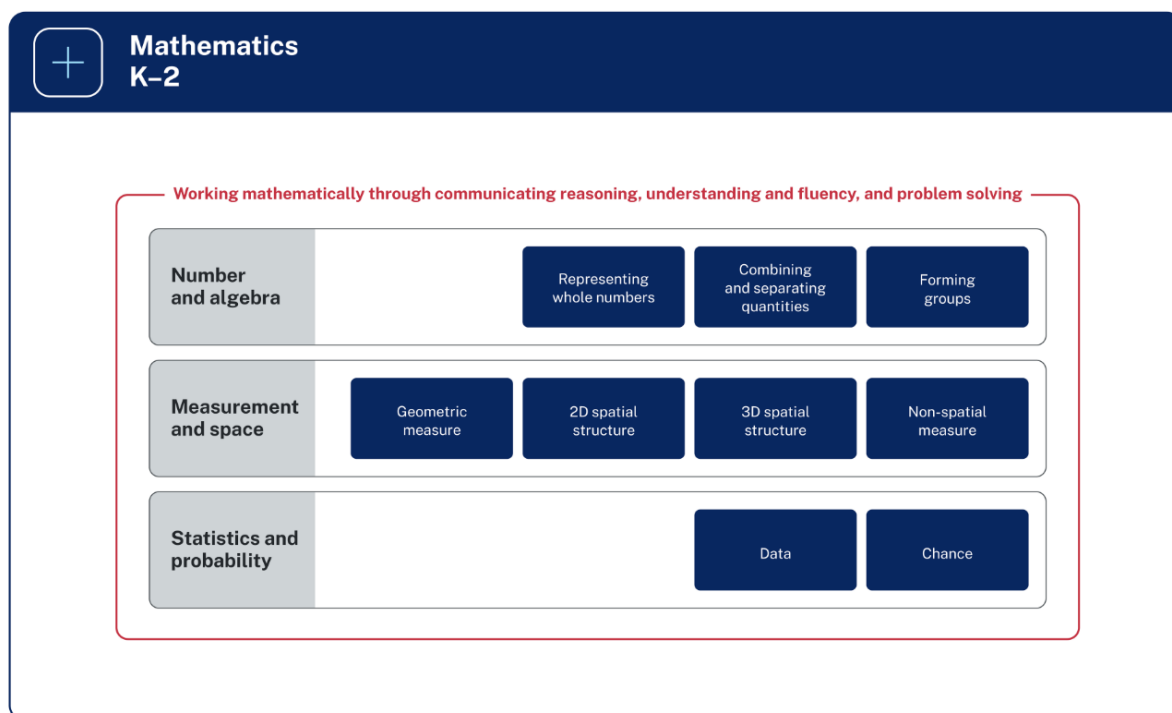 Mathematics
K–2
Working mathematically through communicating reasoning, understanding and fluency, and problem solving
Number
and algebra
Representing
whole numbers
Combining
and separating
quantities
Forming
groups
Measurement
and space
Geometric
measure
2D spatial
structure
3D spatial
structure
Non-spatial
measure
Statistics and
probability
Data
Chance